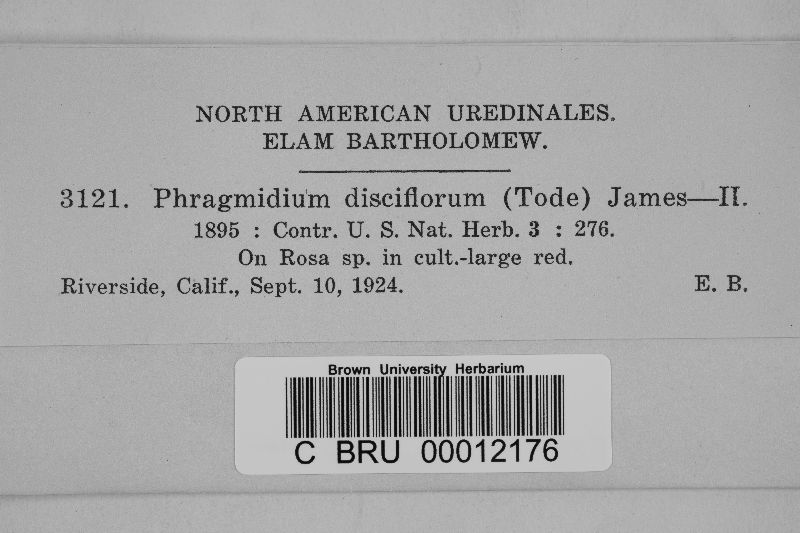 NORTH AMERICAN UREDINALES.
ELAM BARTHOLOMEW.
3121. Phragmidium disciflorum (Tode) James—II.
1895 : Contr. U. S. Nat. Herb. 3 : 276.
On Rosa sp. in cult.-large red.
Riverside, Calif., Sept. 10, 1924. E. B.
Brown University Herbarium
C BRU 00012176